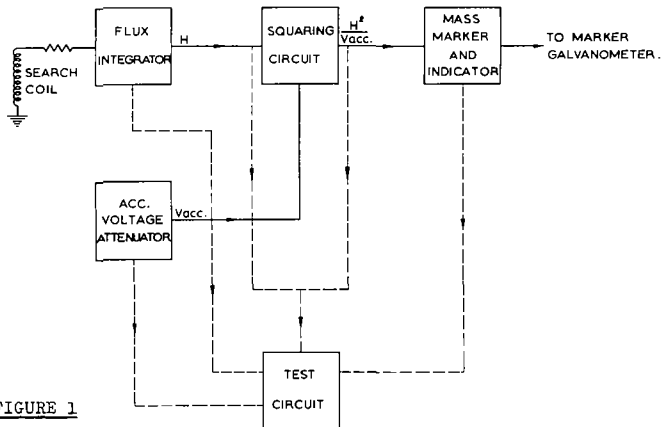 FLUX
INTEGRATOR
H
SQUARING
CIRCUIT
H²
Vacc.
MASS
MARKER
AND
INDICATOR
TO MARKER
GALVANOMETER.
SEARCH
COIL
ACC.
VOLTAGE
ATTENUATOR
Vacc.
TEST
CIRCUIT
FIGURE 1